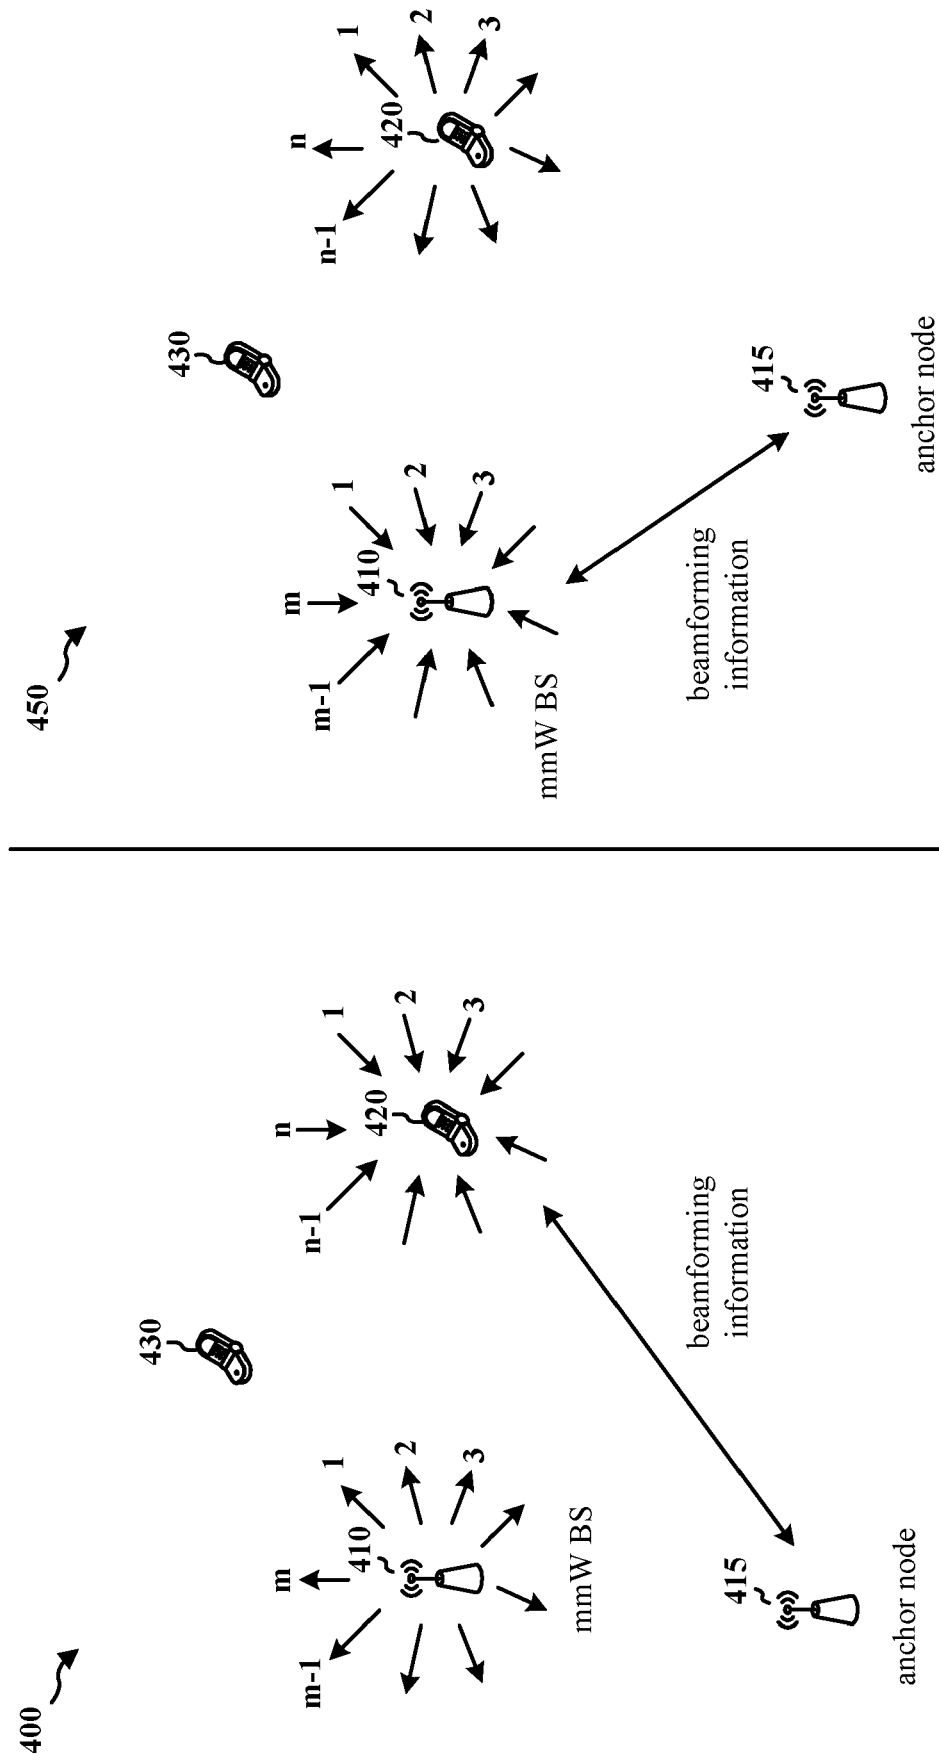 400
m-1
m
1
2
3
410
mmW BS
430
n-1
n
1
2
3
420
beamforming
information
415
anchor node
450
m-1
m
1
2
3
410
mmW BS
430
n-1
n
1
2
3
420
beamforming
information
415
anchor node